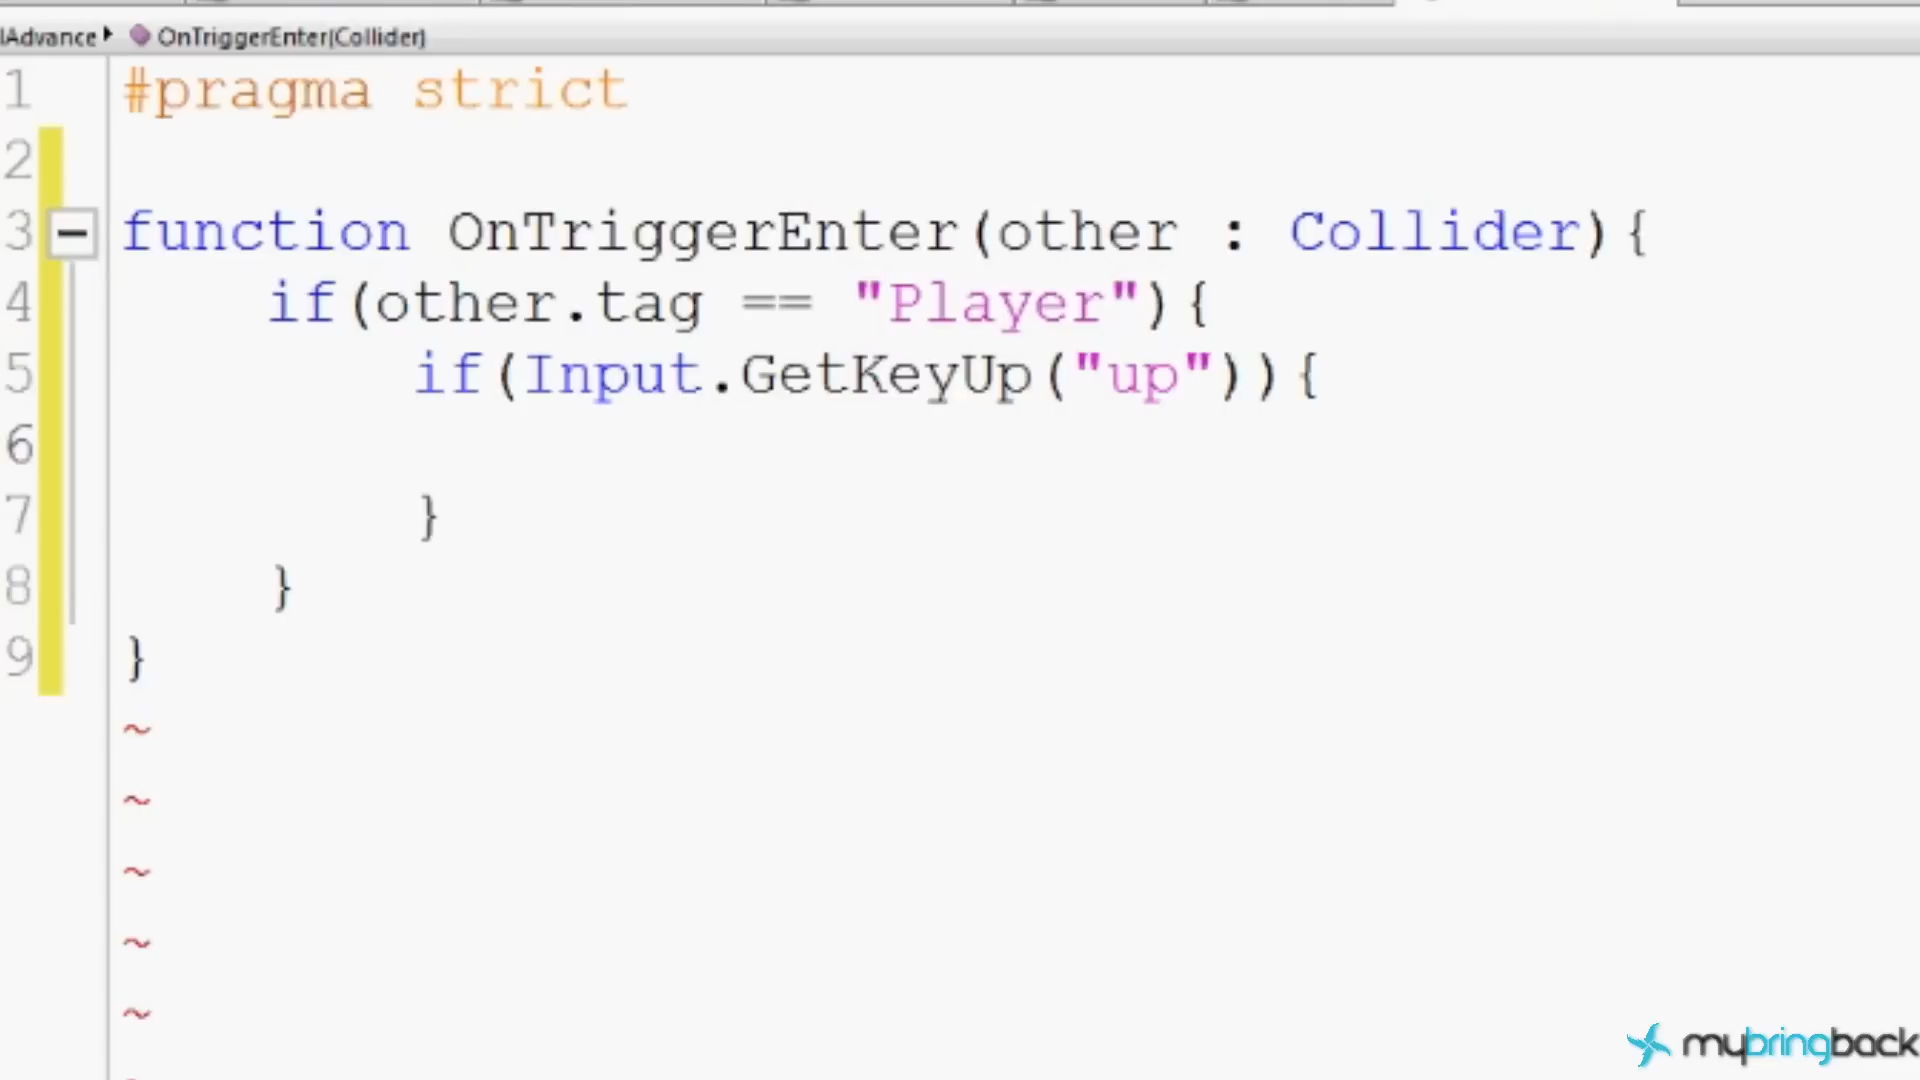 lAdvance OnTriggerEnter(Collider)
1 #pragma strict
2
3 function OnTriggerEnter(other : Collider){
4 if(other.tag == "Player"){
5 if(Input.GetKeyUp("up")){
6
7 }
8 }
9 }
~
~
~
~
~
mybringback